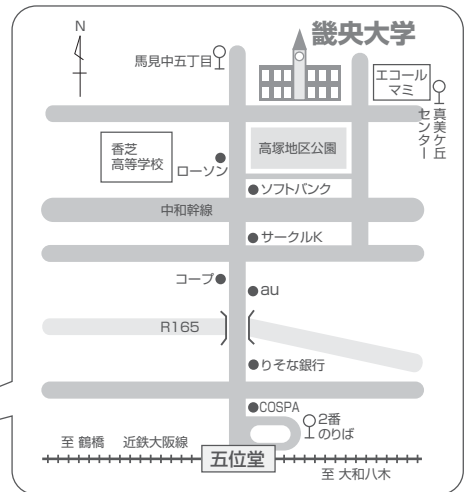 N
畿央大学
馬見中五丁目
エコール
マミ
真美ケ丘
センター
香芝
高等学校
ローソン
高塚地区公園
ソフトバンク
中和幹線
サークルK
コープ
au
R165
りそな銀行
COSPA
2番
のりば
至 鶴橋
近鉄大阪線
五位堂
至 大和八木